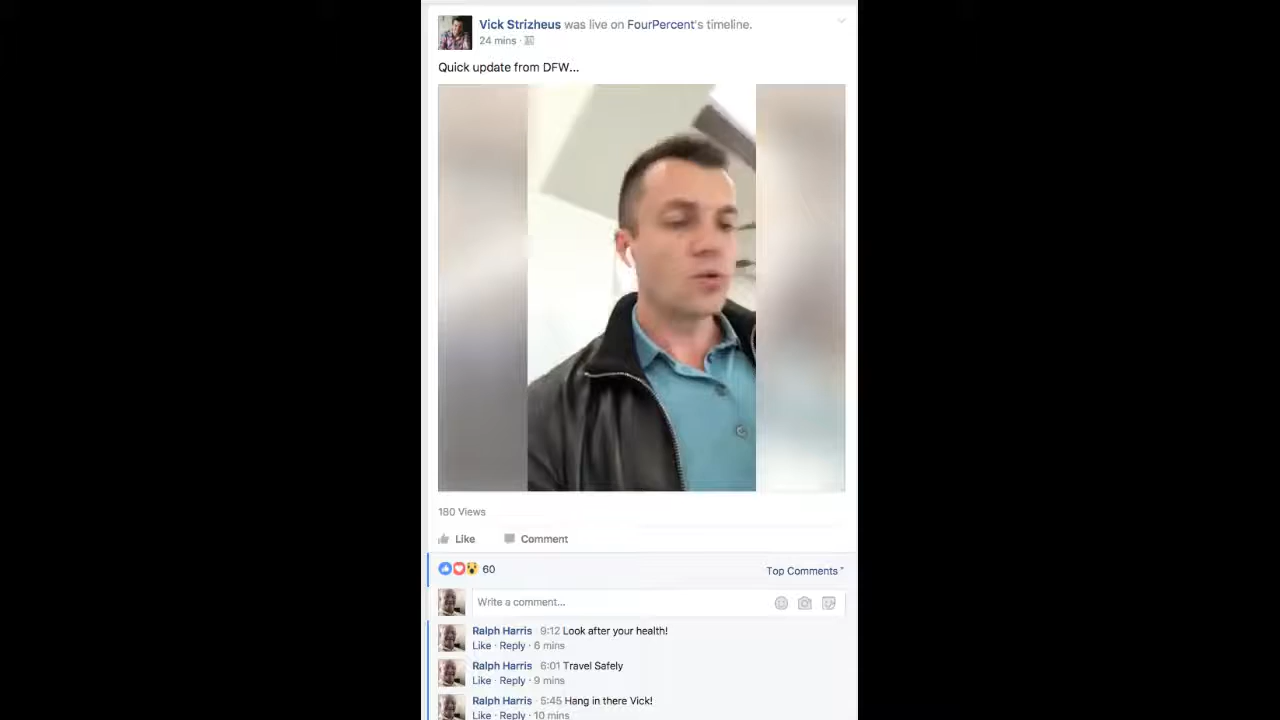 Vick Strizheus was live on FourPercent's timeline.
24 mins ·
Quick update from DFW...
180 Views
Like Comment
60 Top Comments
Write a comment...
Ralph Harris · 9:12 Look after your health!
Like · Reply · 6 mins
Ralph Harris · 6:01 Travel Safely
Like · Reply · 9 mins
Ralph Harris · 5:45 Hang in there Vick!
Like · Reply · 10 mins